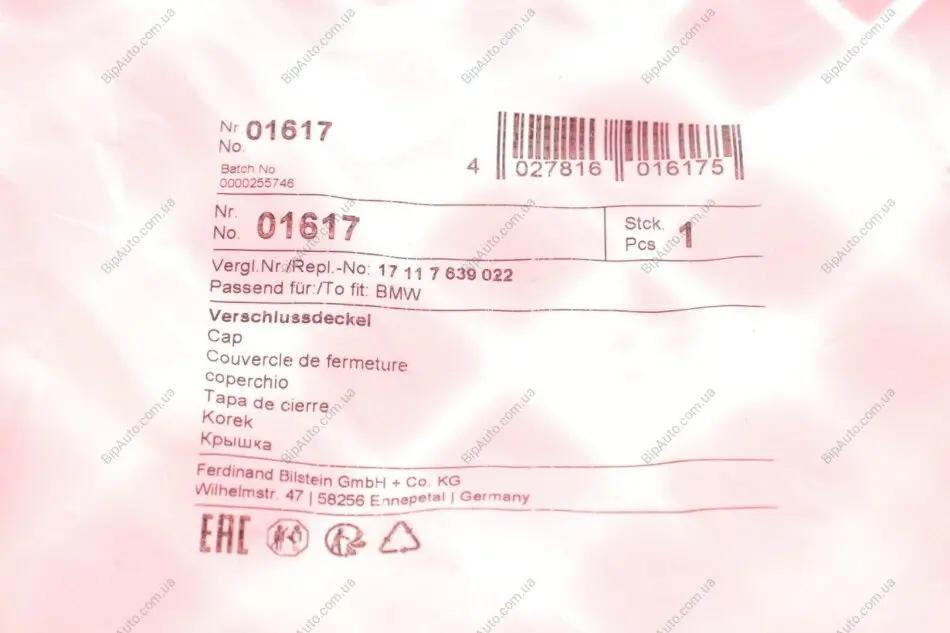 Nr. 01617
No.
Batch No
0000255746
4 027816 016175
Nr. 01617
No.
Stck. 1
Pcs.
Vergl.Nr./Repl.-No: 17 11 7 639 022
Passend für:/To fit: BMW
Verschlussdeckel
Cap
Couvercle de fermeture
coperchio
Tapa de cierre
Korek
Крышка
Ferdinand Bilstein GmbH + Co. KG
Wilhelmstr. 47 | 58256 Ennepetal | Germany
EAC
BipAuto.com.ua